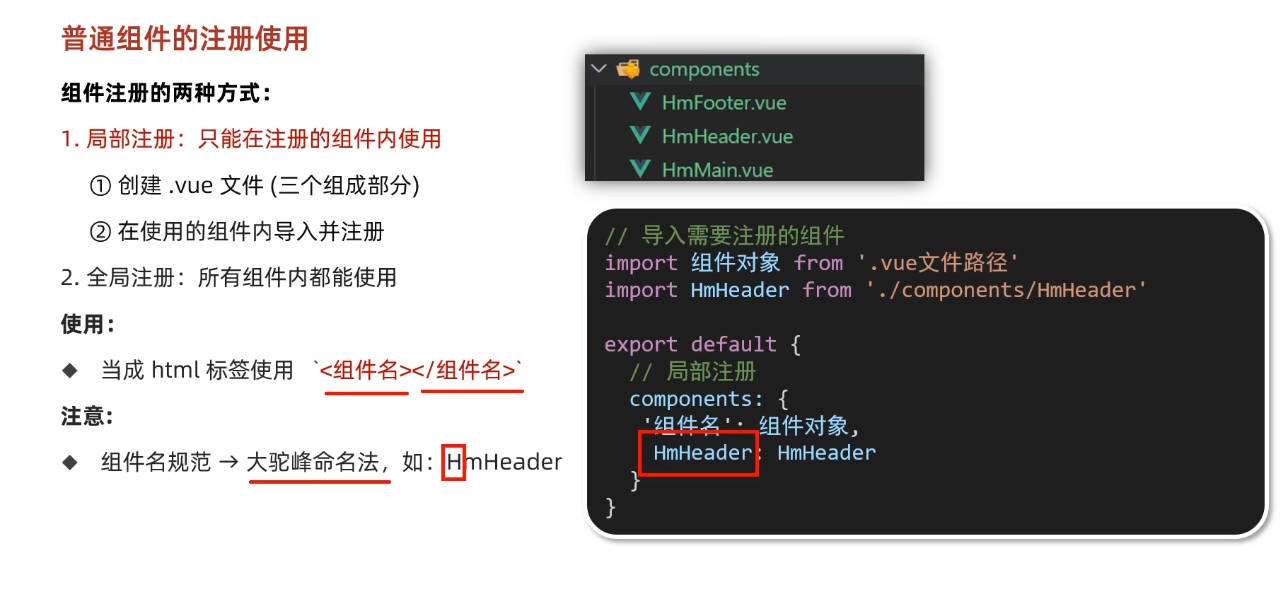 普通组件的注册使用
组件注册的两种方式：
1. 局部注册：只能在注册的组件内使用
① 创建 .vue 文件 (三个组成部分)
② 在使用的组件内导入并注册
2. 全局注册：所有组件内都能使用
使用：
◆ 当成 html 标签使用 `<组件名></组件名>`
注意：
◆ 组件名规范 → 大驼峰命名法，如：HmHeader
components
HmFooter.vue
HmHeader.vue
HmMain.vue
// 导入需要注册的组件
import 组件对象 from '.vue文件路径'
import HmHeader from './components/HmHeader'
export default {
// 局部注册
components: {
'组件名': 组件对象,
HmHeader: HmHeader
}
}